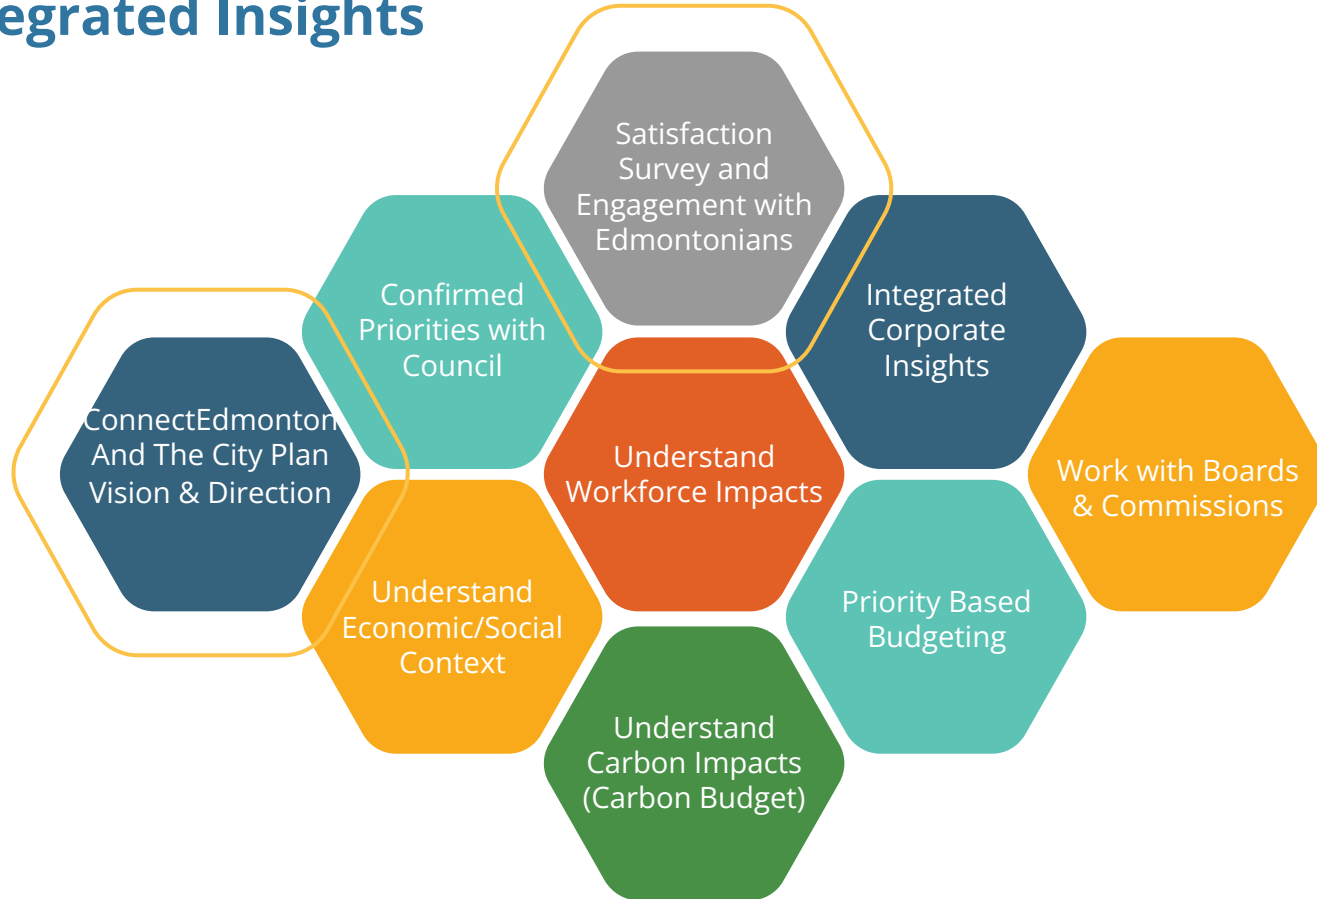 egrated Insights
Satisfaction
Survey and
Engagement with
Edmontonians
Confirmed
Priorities with
Council
Integrated
Corporate
Insights
ConnectEdmonton
And The City Plan
Vision & Direction
Understand
Workforce Impacts
Work with Boards
& Commissions
Understand
Economic/Social
Context
Priority Based
Budgeting
Understand
Carbon Impacts
(Carbon Budget)